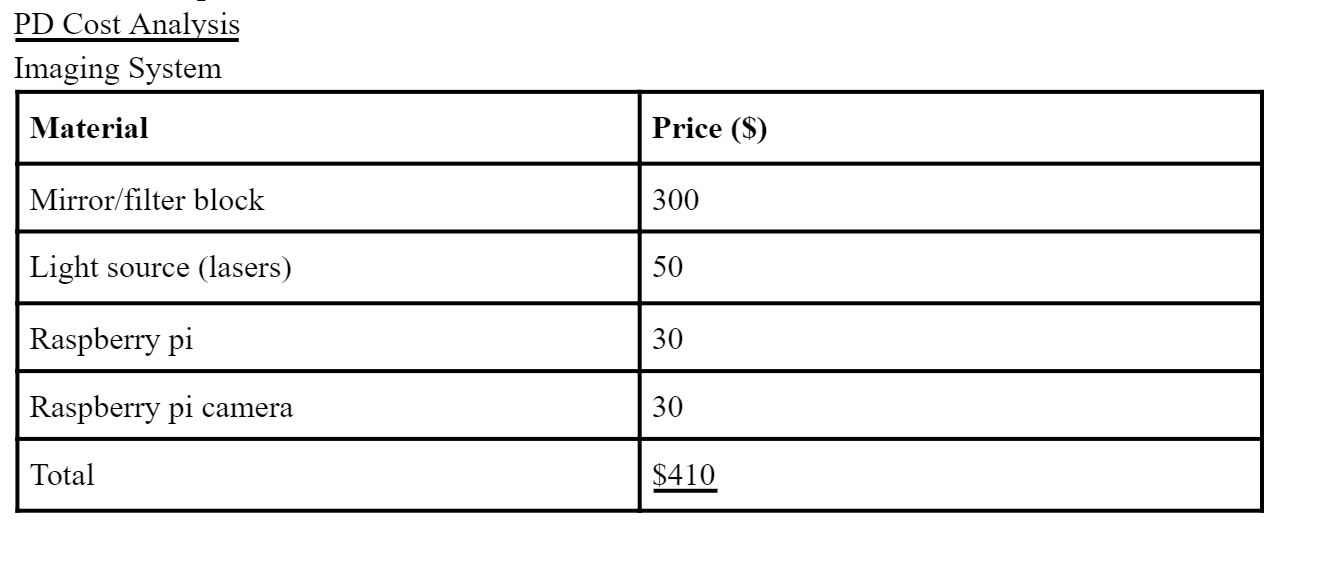 PD Cost Analysis
Imaging System
Material Price ($)
Mirror/filter block 300
Light source (lasers) 50
Raspberry pi 30
Raspberry pi camera 30
Total $410